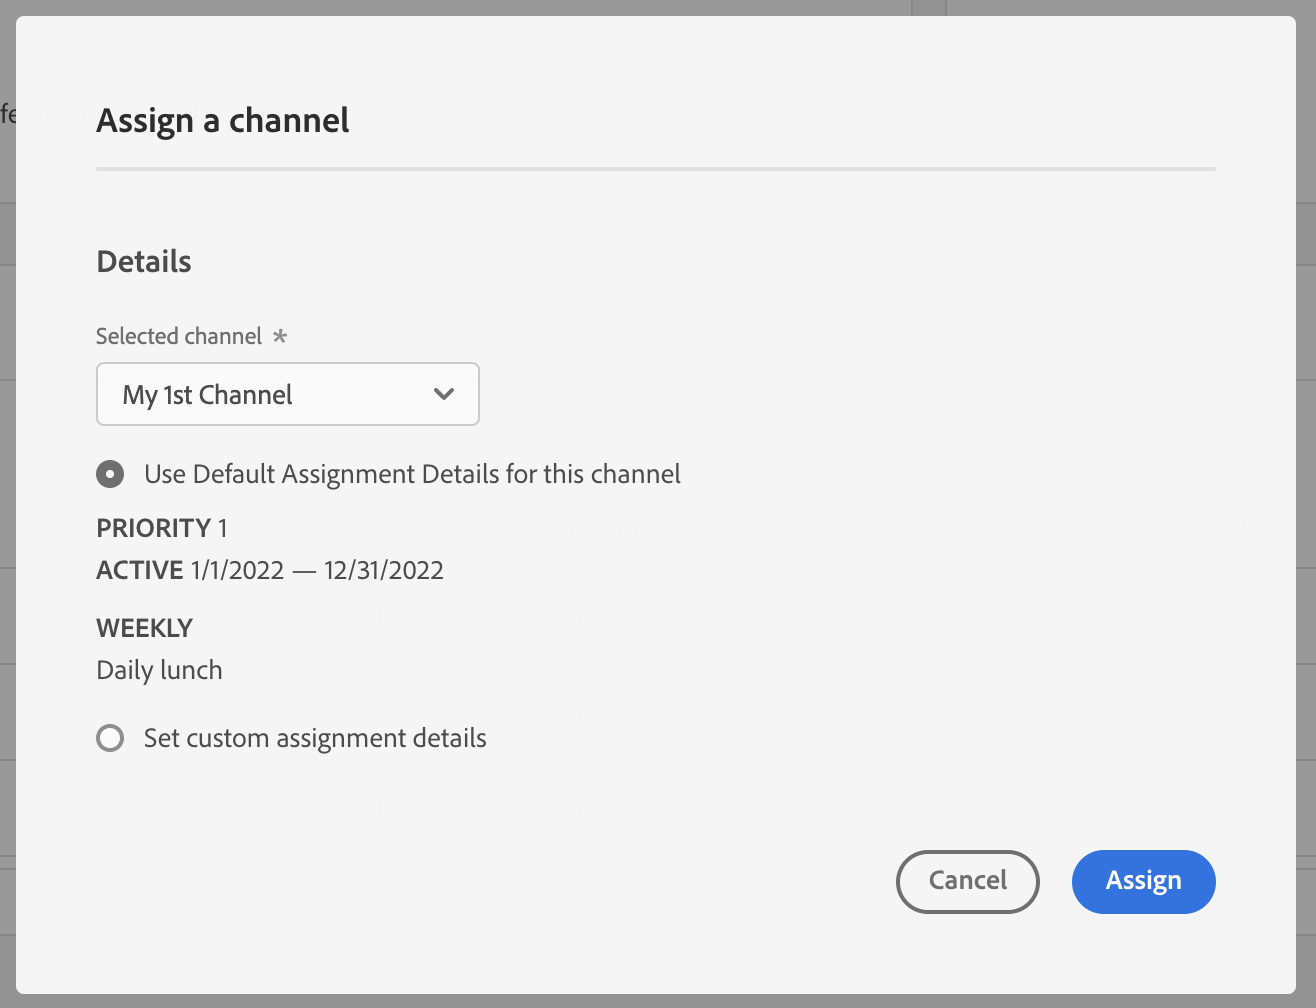 Assign a channel
Details
Selected channel *
My 1st Channel
Use Default Assignment Details for this channel
PRIORITY 1
ACTIVE 1/1/2022 — 12/31/2022
WEEKLY
Daily lunch
Set custom assignment details
Cancel
Assign